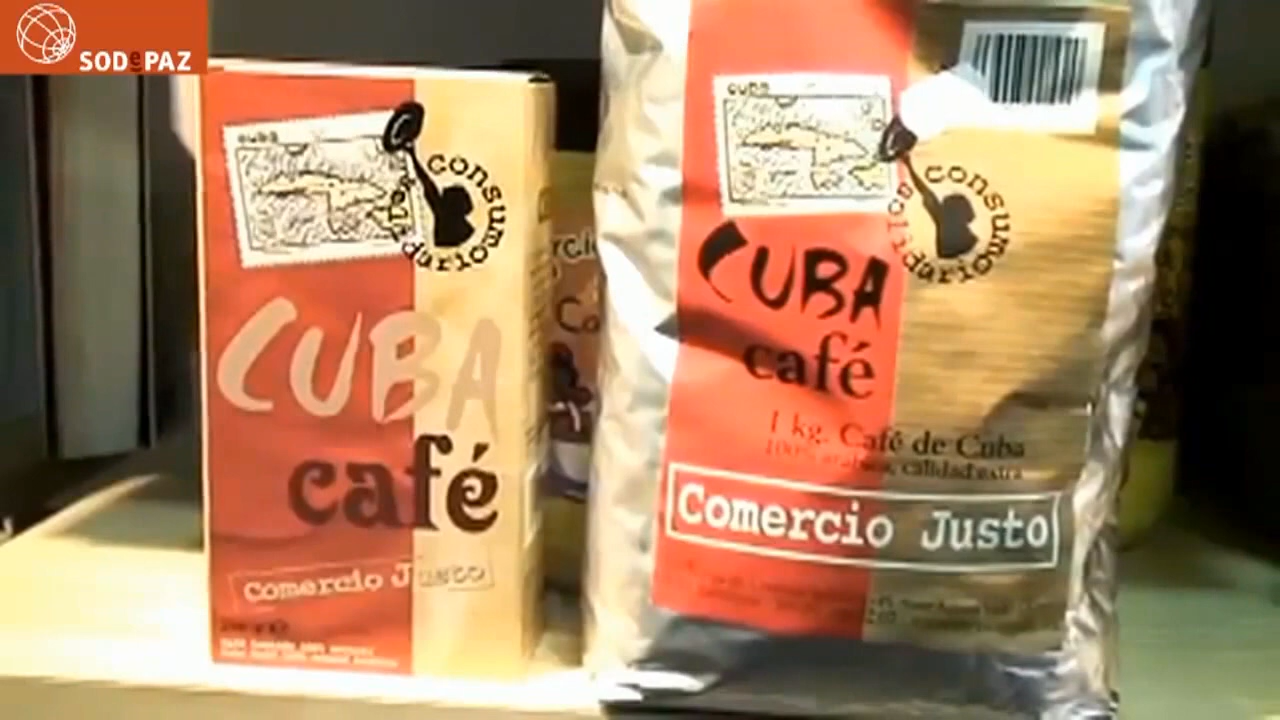 SODePAZ
CUBA
consumo
solidario
CUBA
café
Comercio Justo
CUBA
consumo
solidario
CUBA
café
1 kg. Café de Cuba
100% arabica, calidad extra
Comercio Justo
Co